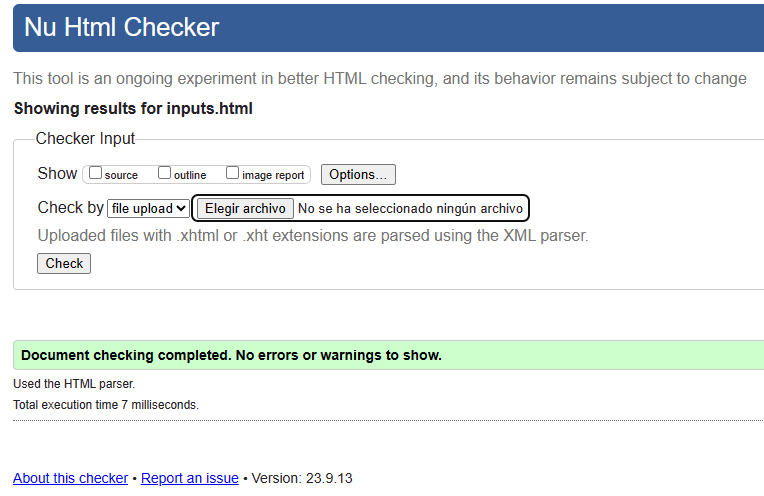 Nu Html Checker
This tool is an ongoing experiment in better HTML checking, and its behavior remains subject to change
Showing results for inputs.html
Checker Input
Show source outline image report Options...
Check by file upload Elegir archivo No se ha seleccionado ningún archivo
Uploaded files with .xhtml or .xht extensions are parsed using the XML parser.
Check
Document checking completed. No errors or warnings to show.
Used the HTML parser.
Total execution time 7 milliseconds.
About this checker • Report an issue • Version: 23.9.13